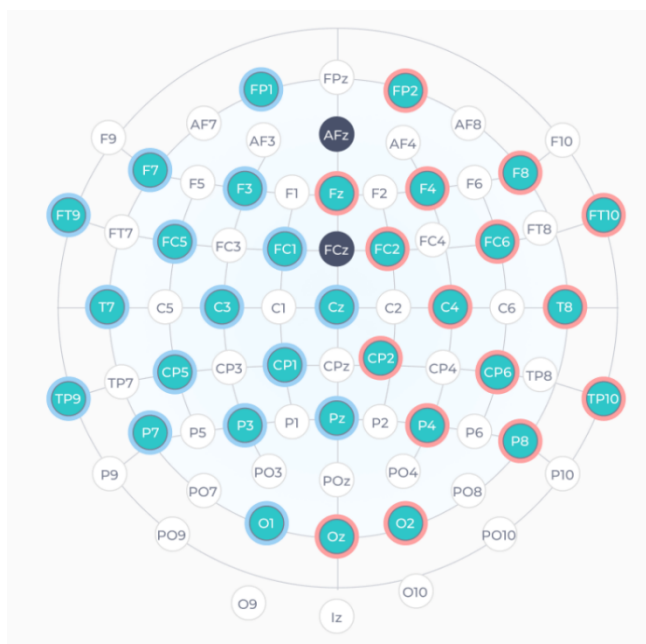 FPz
FP1 FP2
AF7 AFz AF8
F9 AF3 AF4 F10
F7 F5 F3 F1 Fz F2 F4 F6 F8
FT9 FT10
FT7 FC5 FC3 FC1 FCz FC2 FC4 FC6 FT8
T7 C5 C3 C1 Cz C2 C4 C6 T8
TP7 CP5 CP3 CP1 CPz CP2 CP4 CP6 TP8
TP9 TP10
P7 P5 P3 P1 Pz P2 P4 P6 P8
P9 PO3 POz PO4 P10
PO7 PO8
PO9 O1 Oz O2 PO10
O9 Iz O10